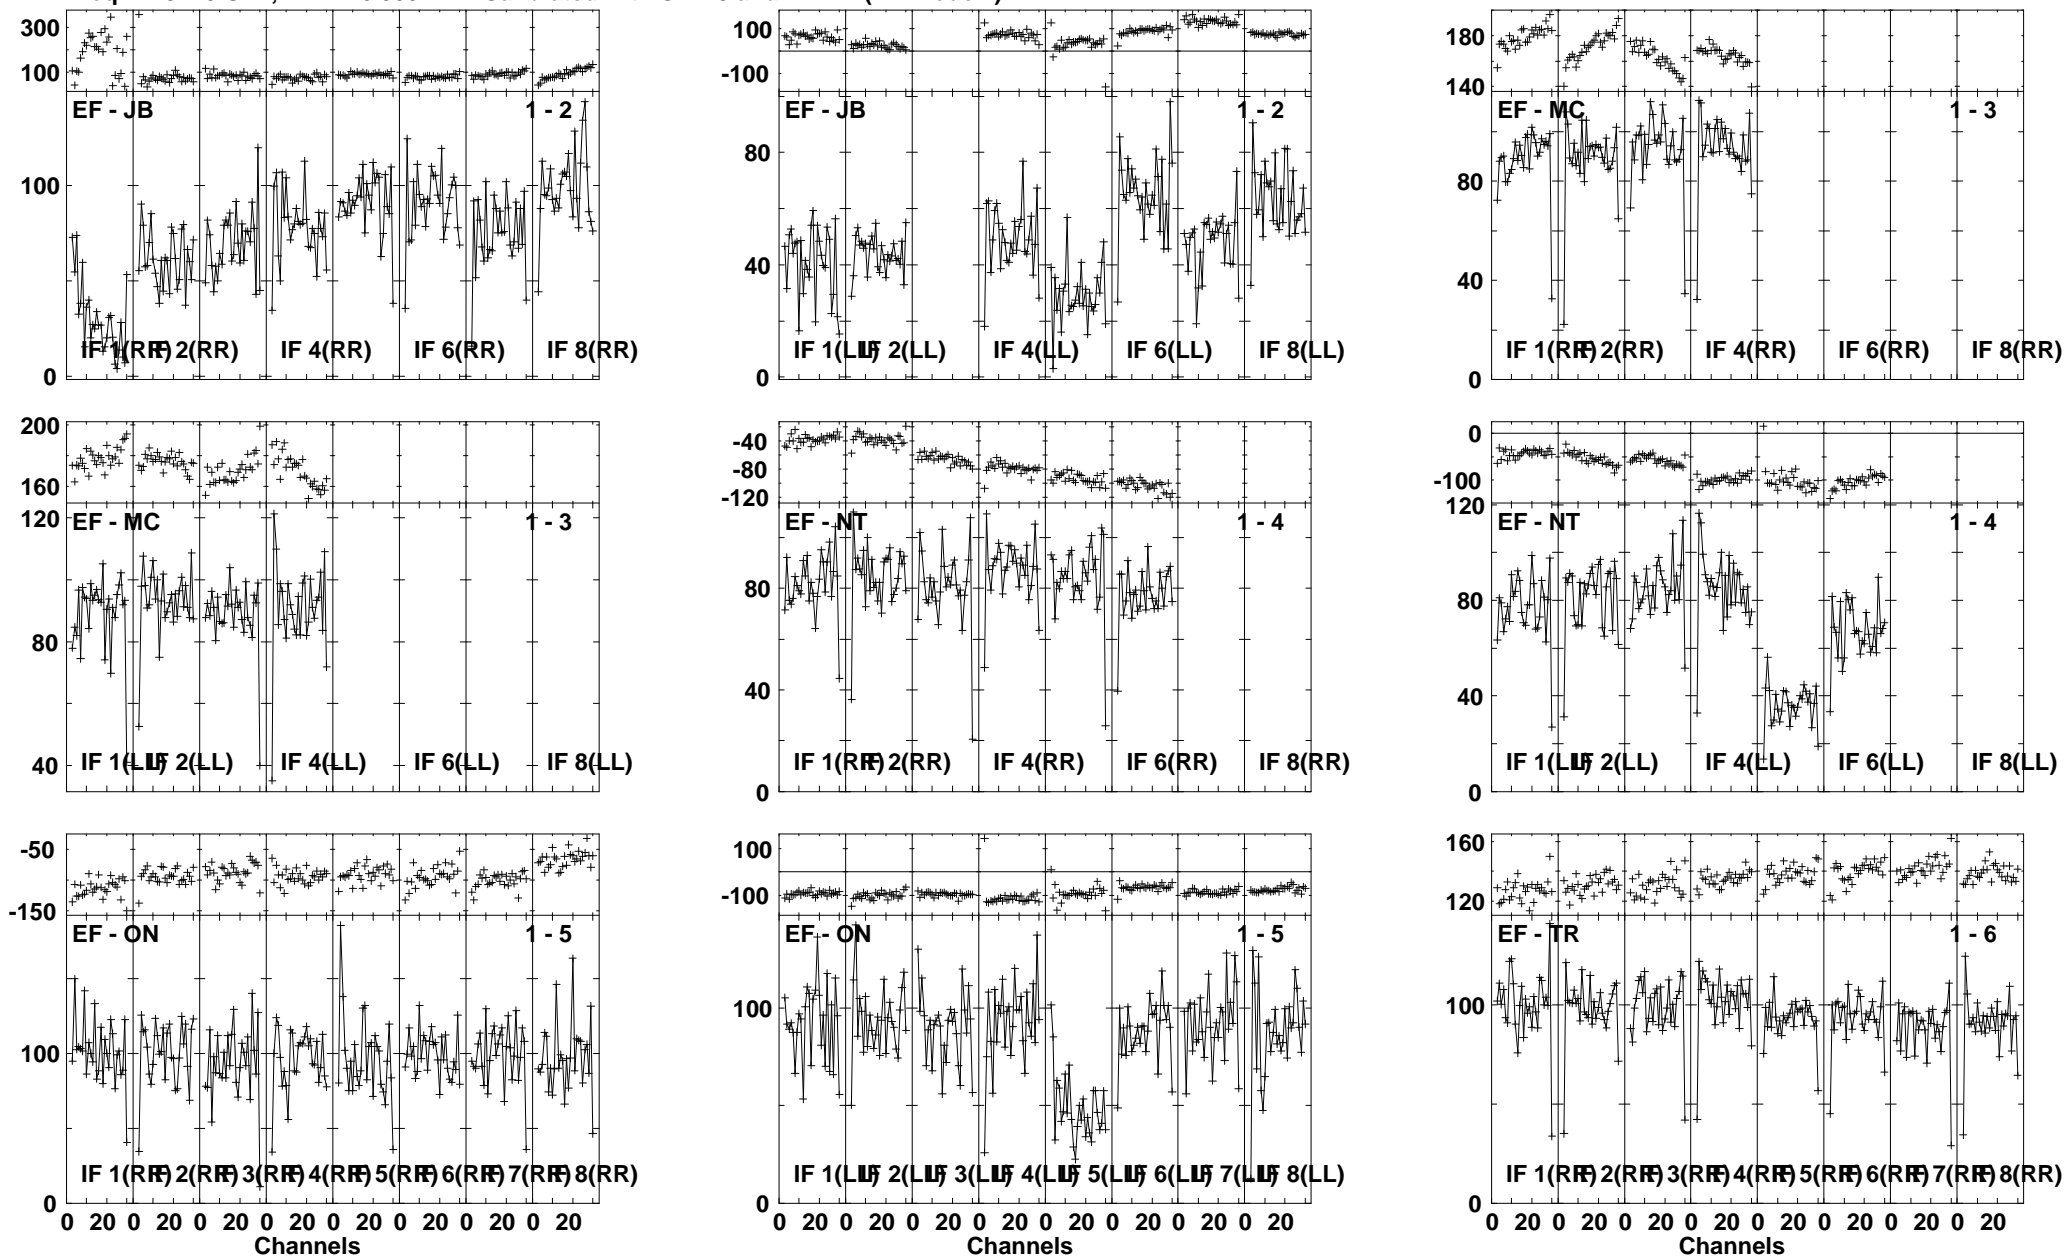 300
100
EF - JB 1 - 2
100
0
IF 1(RR) IF 2(RR) IF 4(RR) IF 6(RR) IF 8(RR)
100
-100
EF - JB 1 - 2
80
40
0
IF 1(LL) IF 2(LL) IF 4(LL) IF 6(LL) IF 8(LL)
180
140
EF - MC 1 - 3
80
40
0
IF 1(RR) IF 2(RR) IF 4(RR) IF 6(RR) IF 8(RR)
200
160
EF - MC 1 - 3
120
80
40
IF 1(LL) IF 2(LL) IF 4(LL) IF 6(LL) IF 8(LL)
-40
-80
-120
EF - NT 1 - 4
80
40
0
IF 1(RR) IF 2(RR) IF 4(RR) IF 6(RR) IF 8(RR)
0
-100
EF - NT 1 - 4
120
80
40
0
IF 1(LL) IF 2(LL) IF 4(LL) IF 6(LL) IF 8(LL)
-50
-150
EF - ON 1 - 5
100
0
IF 1(RR) IF 2(RR) IF 3(RR) IF 4(RR) IF 5(RR) IF 6(RR) IF 7(RR) IF 8(RR)
0 20 0 20 0 20 0 20 0 20 0 20 0 20 0 20
Channels
100
-100
EF - ON 1 - 5
100
0
IF 1(LL) IF 2(LL) IF 3(LL) IF 4(LL) IF 5(LL) IF 6(LL) IF 7(LL) IF 8(LL)
0 20 0 20 0 20 0 20 0 20 0 20 0 20 0 20
Channels
160
120
EF - TR 1 - 6
100
0
IF 1(RR) IF 2(RR) IF 3(RR) IF 4(RR) IF 5(RR) IF 6(RR) IF 7(RR) IF 8(RR)
0 20 0 20 0 20 0 20 0 20 0 20 0 20 0 20
Channels